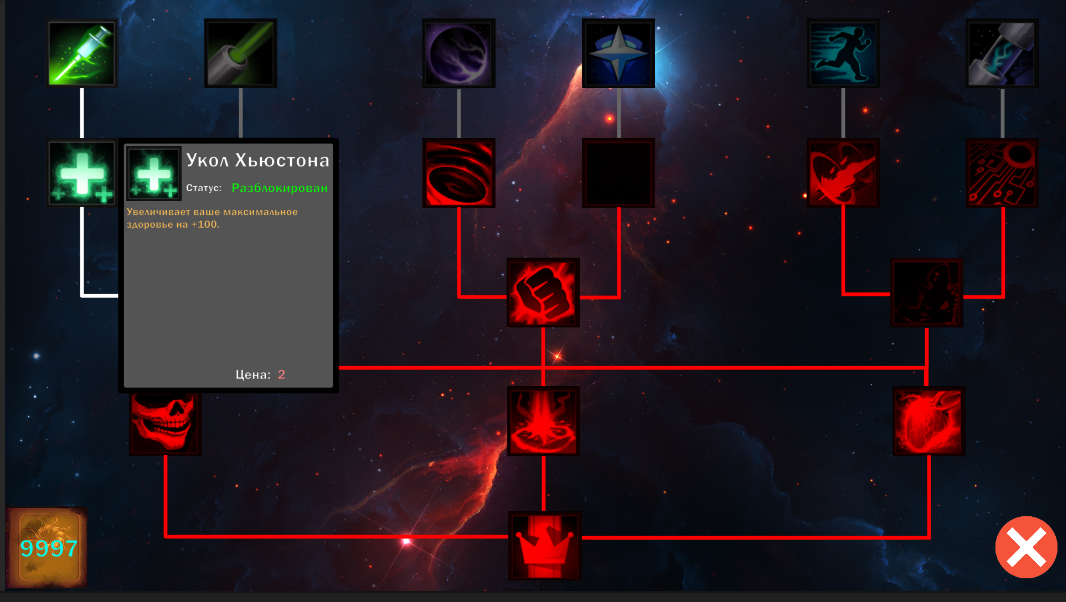 Укол Хьюстона
Статус: Разблокирован
Увеличивает ваше максимальное
здоровье на +100.
Цена: 2
9997